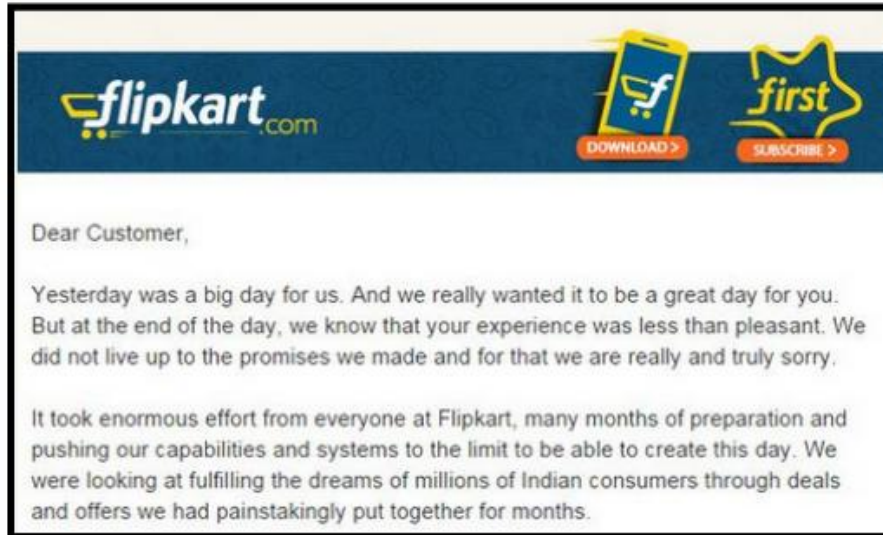 flipkart.com
f
DOWNLOAD >
first
SUBSCRIBE >
Dear Customer,
Yesterday was a big day for us. And we really wanted it to be a great day for you.
But at the end of the day, we know that your experience was less than pleasant. We
did not live up to the promises we made and for that we are really and truly sorry.
It took enormous effort from everyone at Flipkart, many months of preparation and
pushing our capabilities and systems to the limit to be able to create this day. We
were looking at fulfilling the dreams of millions of Indian consumers through deals
and offers we had painstakingly put together for months.